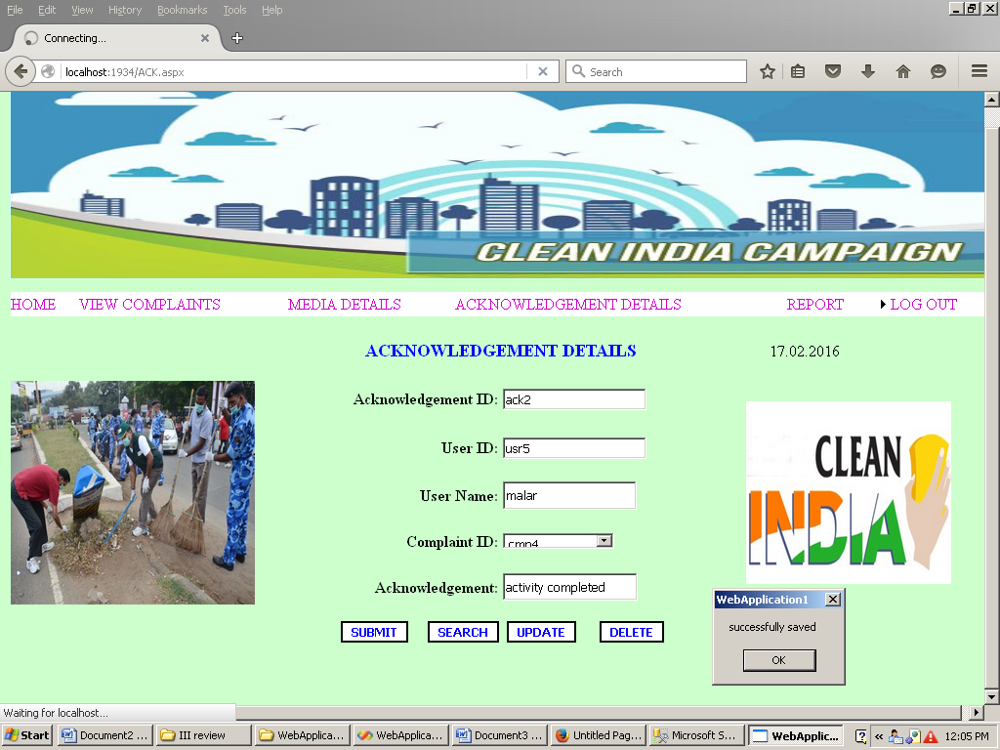 File Edit View History Bookmarks Tools Help
Connecting...
localhost:1934/ACK.aspx
Search
CLEAN INDIA CAMPAIGN
HOME VIEW COMPLAINTS MEDIA DETAILS ACKNOWLEDGEMENT DETAILS REPORT LOG OUT
ACKNOWLEDGEMENT DETAILS 17.02.2016
Acknowledgement ID: ack2
User ID: usr5
User Name: malar
Complaint ID: cmp4
Acknowledgement: activity completed
SUBMIT SEARCH UPDATE DELETE
CLEAN
INDIA
WebApplication1
successfully saved
OK
Waiting for localhost...
Start Document2 ... III review WebApplica... WebApplica... Document3 ... Untitled Pag... Microsoft S... WebApplic... 12:05 PM